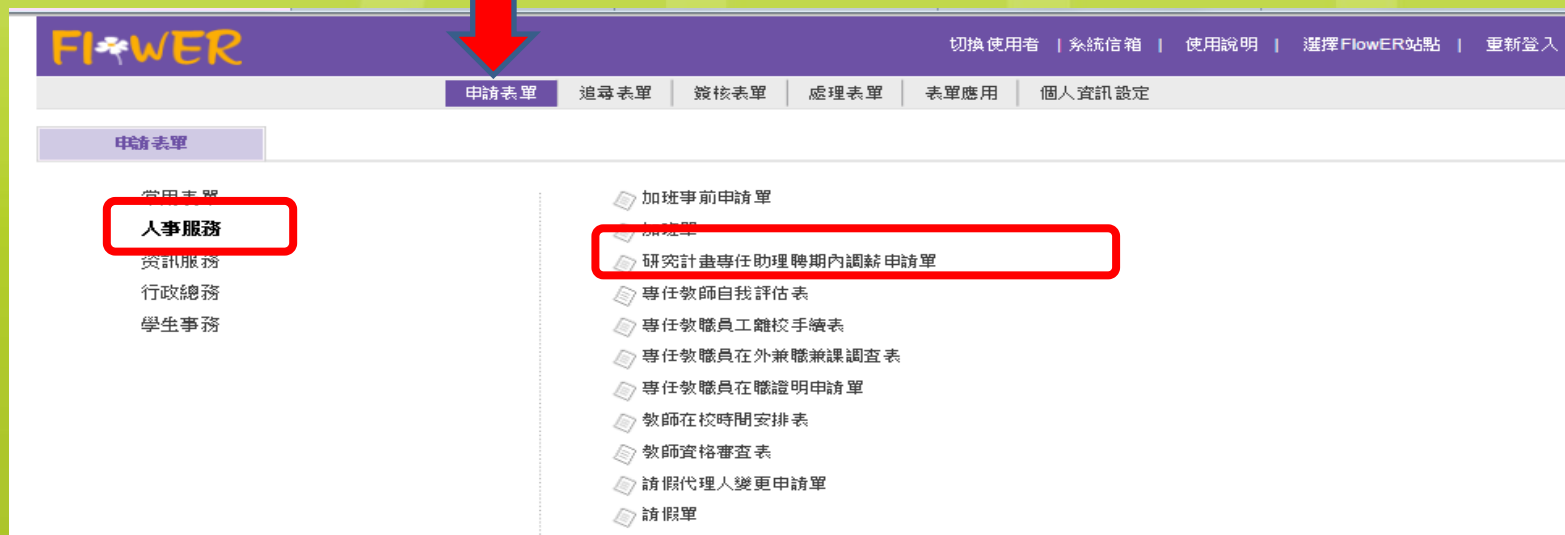 FlowER
切換使用者 | 系統信箱 | 使用說明 | 選擇FlowER站點 | 重新登入
申請表單 追尋表單 簽核表單 處理表單 表單應用 個人資訊設定
申請表單
常用表單
人事服務
資訊服務
行政總務
學生事務
加班事前申請單
加班單
研究計畫專任助理聘期內調薪申請單
專任教師自我評估表
專任教職員工離校手續表
專任教職員在外兼職兼課調查表
專任教職員在職證明申請單
教師在校時間安排表
教師資格審查表
請假代理人變更申請單
請假單